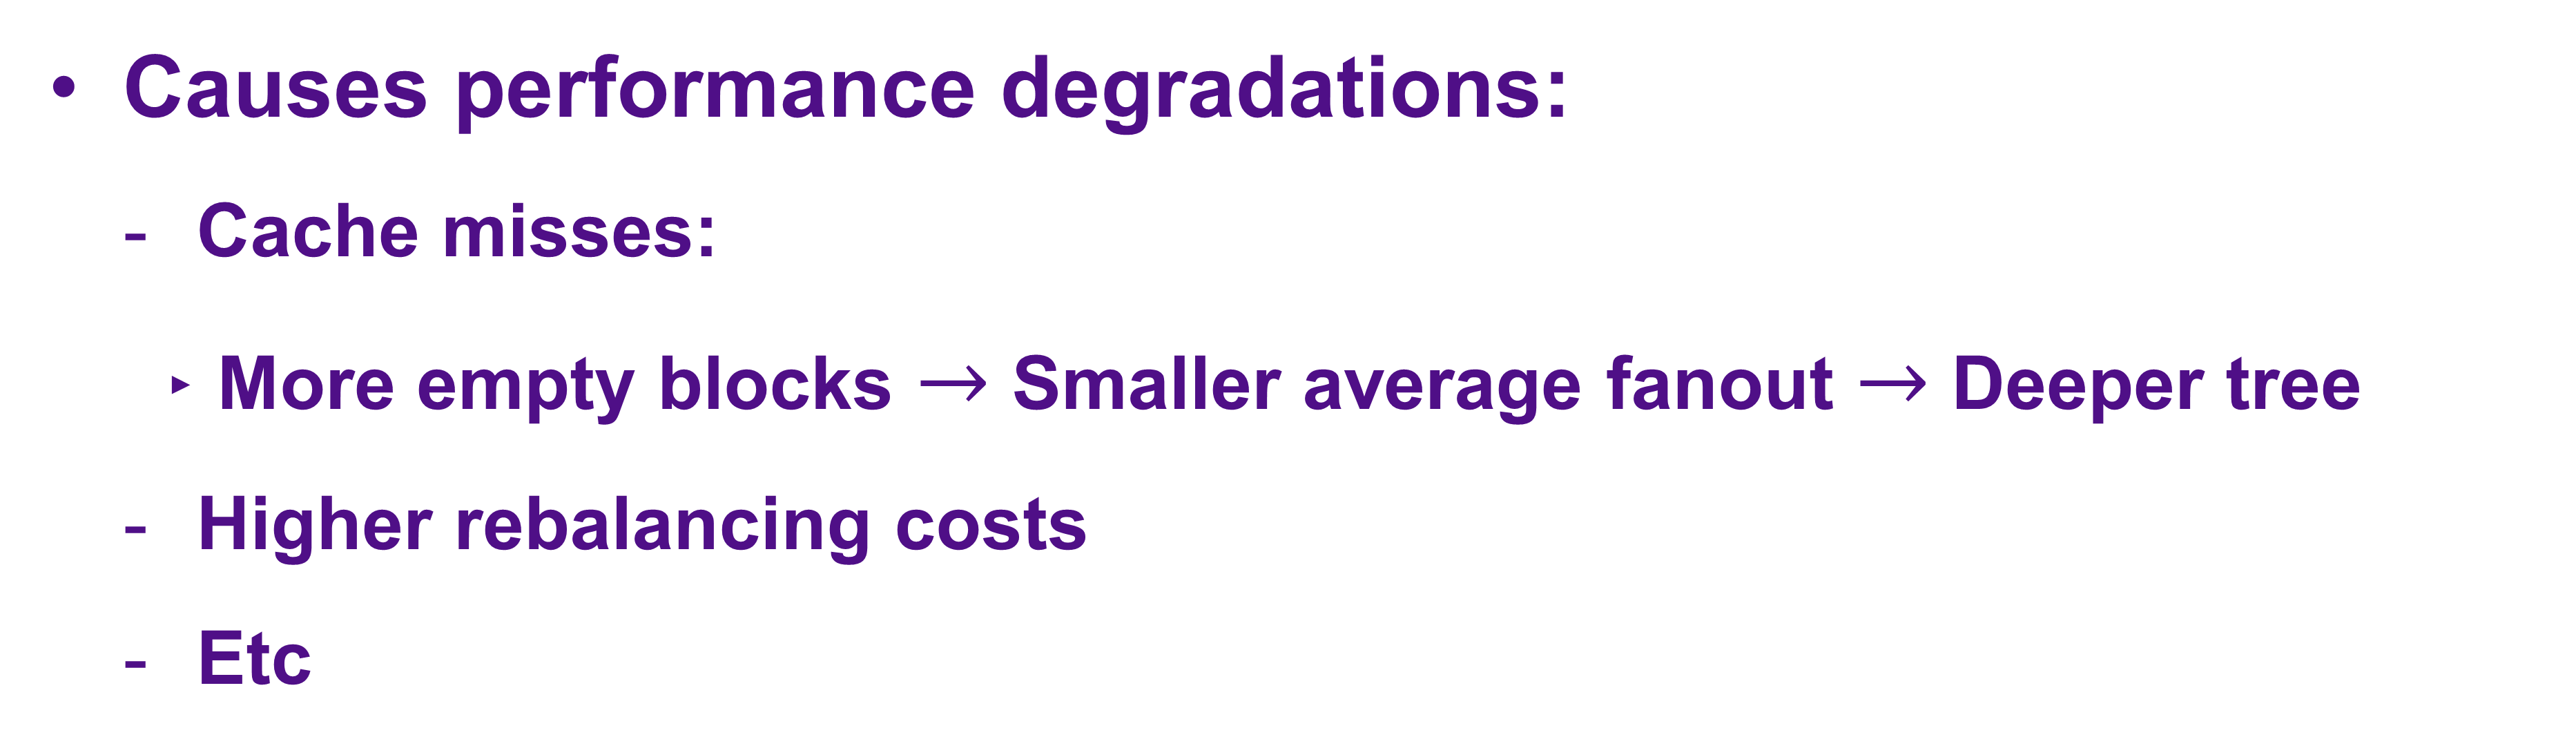 • Causes performance degradations:
- Cache misses:
‣ More empty blocks → Smaller average fanout → Deeper tree
- Higher rebalancing costs
- Etc